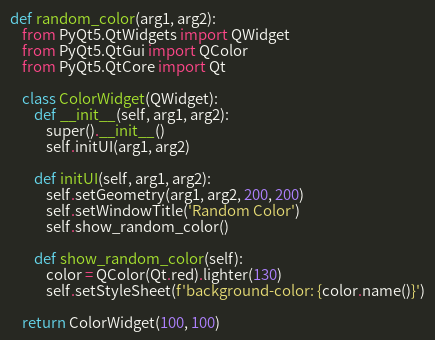 def random_color(arg1, arg2):
from PyQt5.QtWidgets import QWidget
from PyQt5.QtGui import QColor
from PyQt5.QtCore import Qt
class ColorWidget(QWidget):
def __init__(self, arg1, arg2):
super().__init__()
self.initUI(arg1, arg2)
def initUI(self, arg1, arg2):
self.setGeometry(arg1, arg2, 200, 200)
self.setWindowTitle('Random Color')
self.show_random_color()
def show_random_color(self):
color = QColor(Qt.red).lighter(130)
self.setStyleSheet(f'background-color: {color.name()}')
return ColorWidget(100, 100)